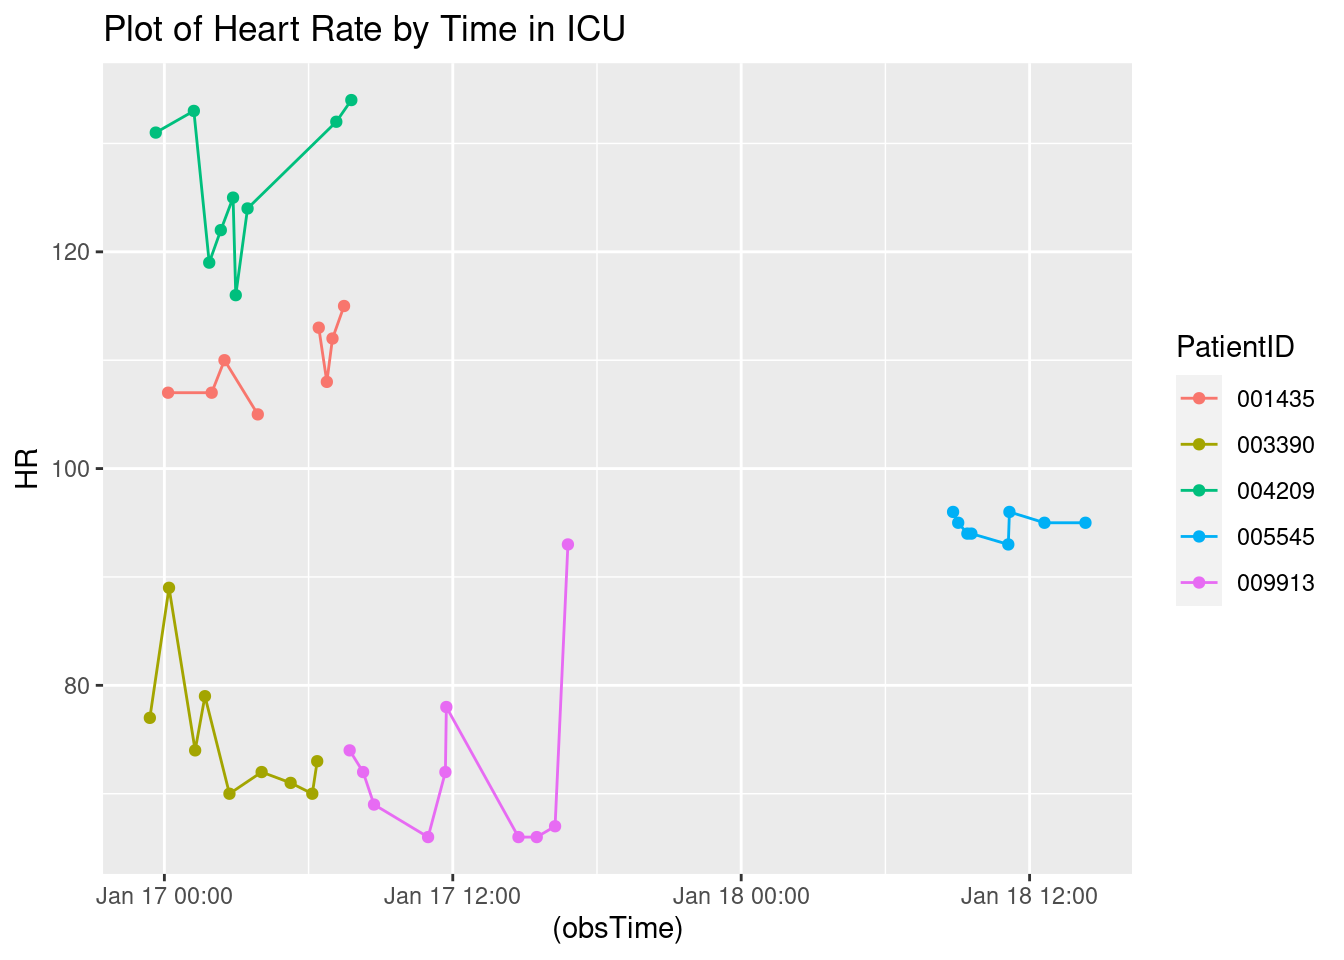 Plot of Heart Rate by Time in ICU
HR
120
100
80
Jan 17 00:00
Jan 17 12:00
Jan 18 00:00
Jan 18 12:00
(obsTime)
PatientID
001435
003390
004209
005545
009913